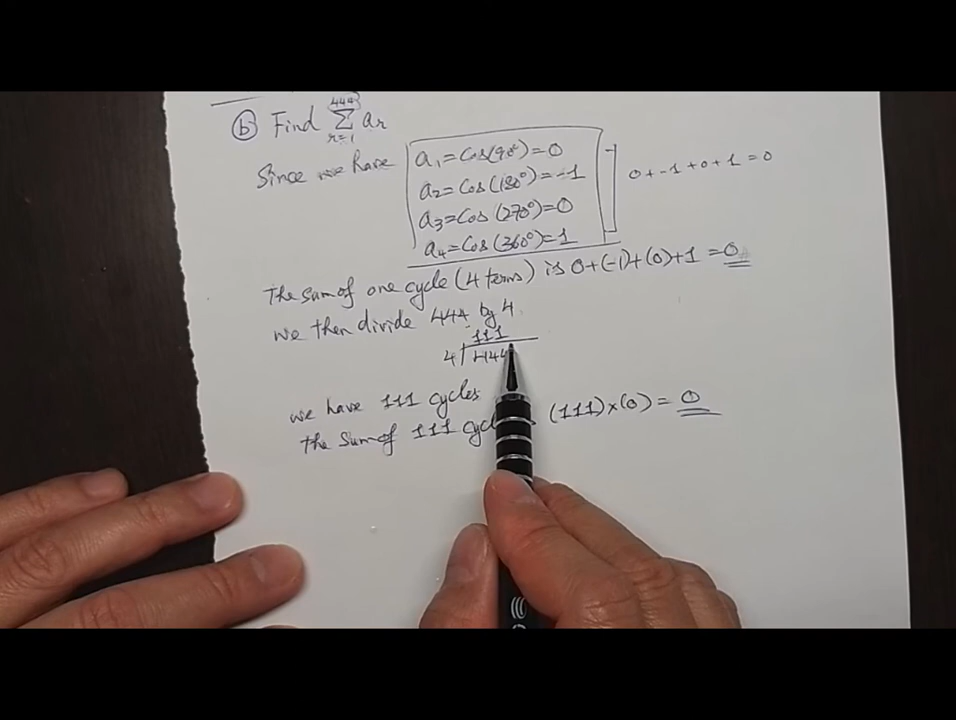 ⓑ Find 444 Σ r=1 ar
Since we have
a1=Cos(90°)=0
a2=Cos(180°)=-1
a3=Cos(270°)=0
a4=Cos(360°)=1
0+-1+0+1=0
The sum of one cycle (4 terms) is 0+(-1)+(0)+1=0
we then divide 444 by 4
111
4 444
we have 111 cycles
the sum of 111 (111)×(0)=0